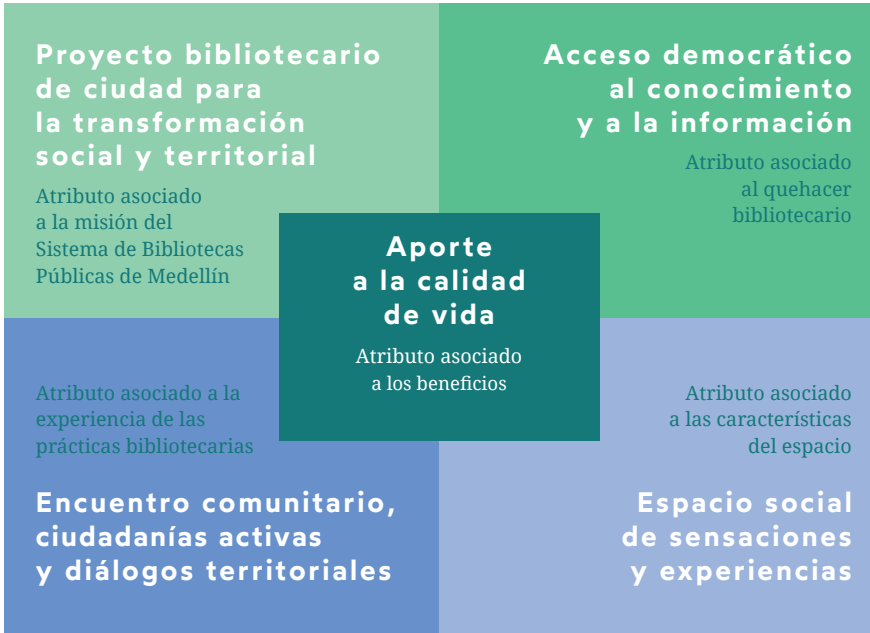 Proyecto bibliotecario
de ciudad para
la transformación
social y territorial
Atributo asociado
a la misión del
Sistema de Bibliotecas
Públicas de Medellín
Acceso democrático
al conocimiento
y a la información
Atributo asociado
al quehacer
bibliotecario
Aporte
a la calidad
de vida
Atributo asociado
a los beneficios
Atributo asociado a la
experiencia de las
prácticas bibliotecarias
Encuentro comunitario,
ciudadanías activas
y diálogos territoriales
Atributo asociado
a las características
del espacio
Espacio social
de sensaciones
y experiencias